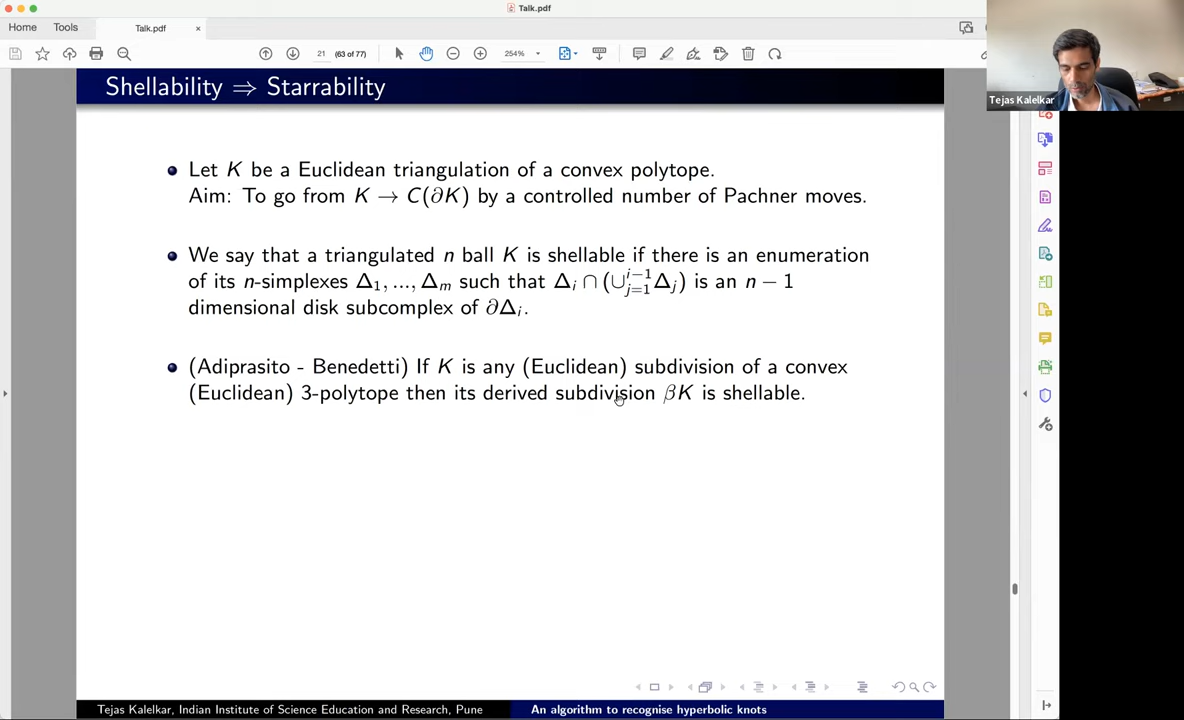 Talk.pdf
Home
Tools
Talk.pdf
×
21
(63 of 77)
254%
Tejas Kalelkar
Shellability ⇒ Starrability
• Let K be a Euclidean triangulation of a convex polytope.
Aim: To go from K → C(∂K) by a controlled number of Pachner moves.
• We say that a triangulated n ball K is shellable if there is an enumeration
of its n-simplexes Δ₁, ..., Δₘ such that Δᵢ ∩ (∪ⱼ₌₁ⁱ⁻¹Δⱼ) is an n − 1
dimensional disk subcomplex of ∂Δᵢ.
• (Adiprasito - Benedetti) If K is any (Euclidean) subdivision of a convex
(Euclidean) 3-polytope then its derived subdivision βK is shellable.
Tejas Kalelkar, Indian Institute of Science Education and Research, Pune
An algorithm to recognise hyperbolic knots